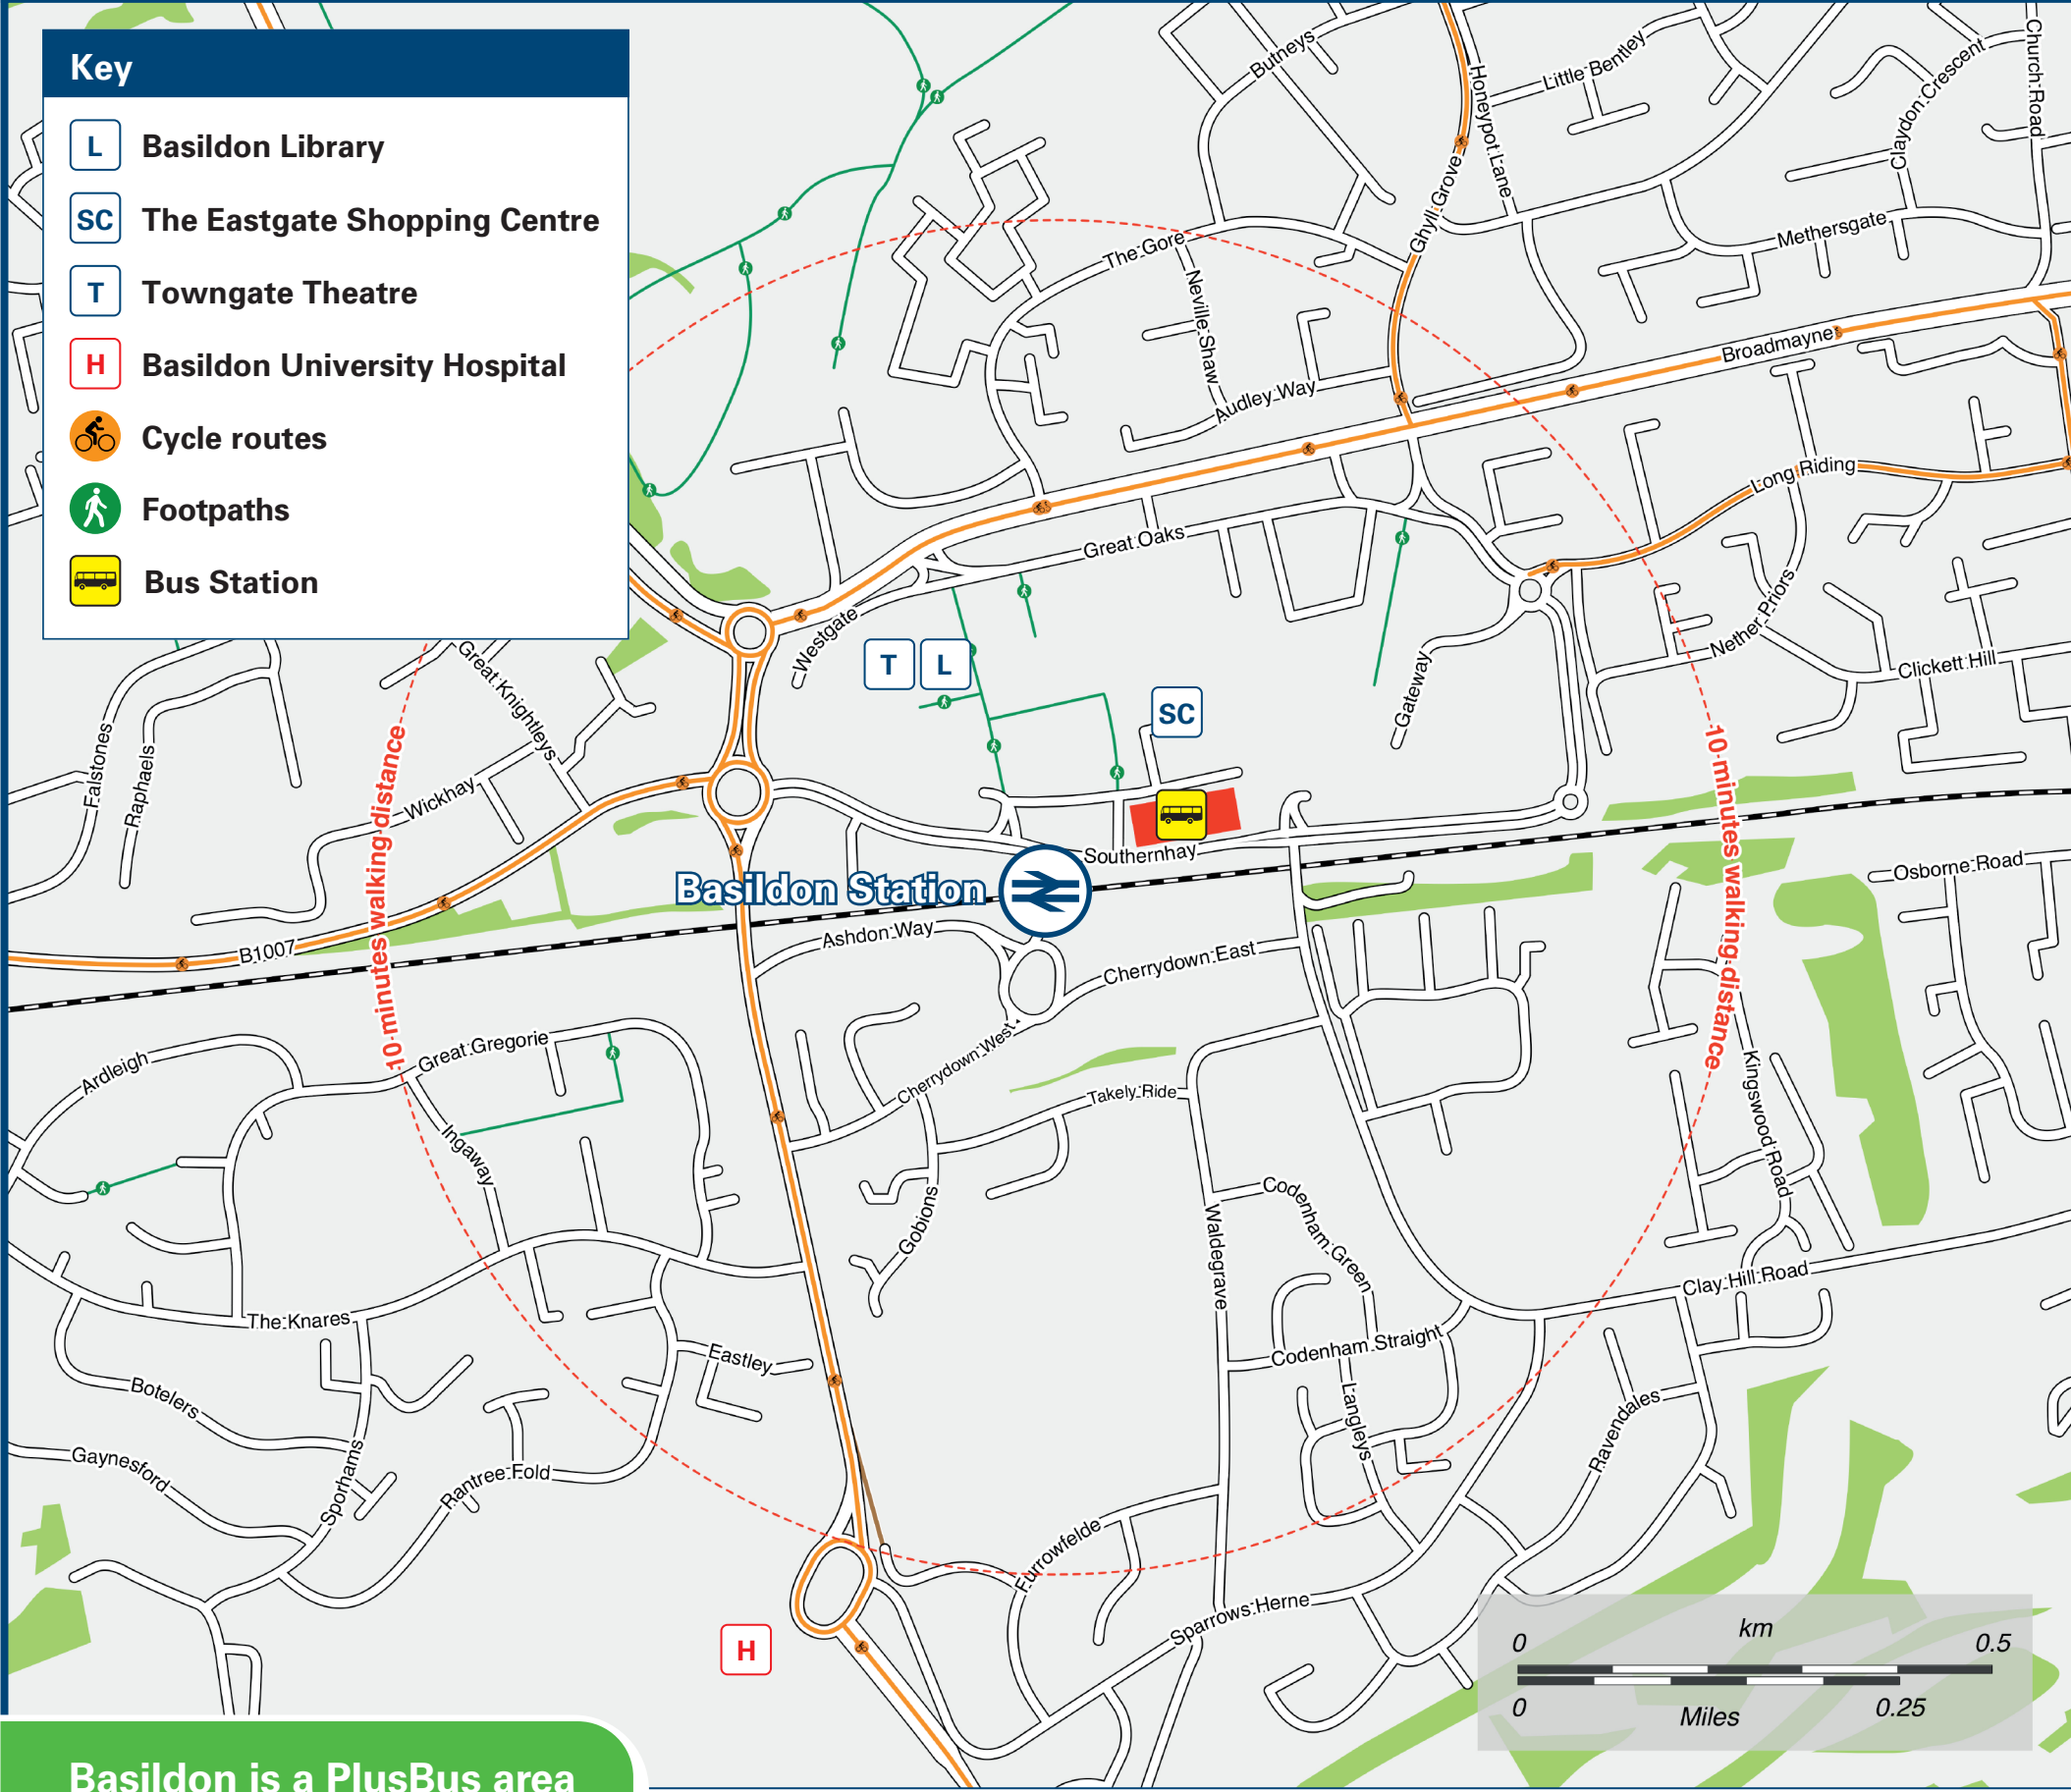 Key
L Basildon Library
SC The Eastgate Shopping Centre
T Towngate Theatre
H Basildon University Hospital
Cycle routes
Footpaths
Bus Station
Butneys
Honeypot Lane
Little Bentley
Claydon Crescent
Church Road
Ghyll Grove
Methersgate
The Gore
Neville Shaw
Audley Way
Broadmayne
Long Riding
Great Oaks
Westgate
Nether Priors
Clickett Hill
Gateway
T
L
SC
Great Knightleys
Falstones
Raphaels
Wickhay
10 minutes walking distance
10 minutes walking distance
Southernhay
Basildon Station
Osborne Road
B1007
Ashdon Way
Cherrydown East
Great Gregorie
Ardleigh
Cherrydown West
Takely Ride
Kingswood Road
Ingaway
Gobions
Waldegrave
Codenham Green
Clay Hill Road
The Knares
Codenham Straight
Eastley
Botelers
Langleys
Ravendales
Gaynesford
Sporhams
Rantree Fold
Furrowfelde
Sparrows Herne
H
km
0 0.5
0 0.25
Miles
Basildon is a PlusBus area